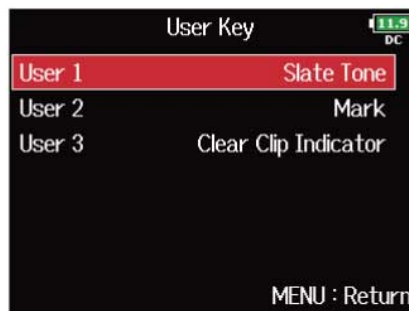 User Key 11.9
DC
User 1 Slate Tone
User 2 Mark
User 3 Clear Clip Indicator
MENU : Return